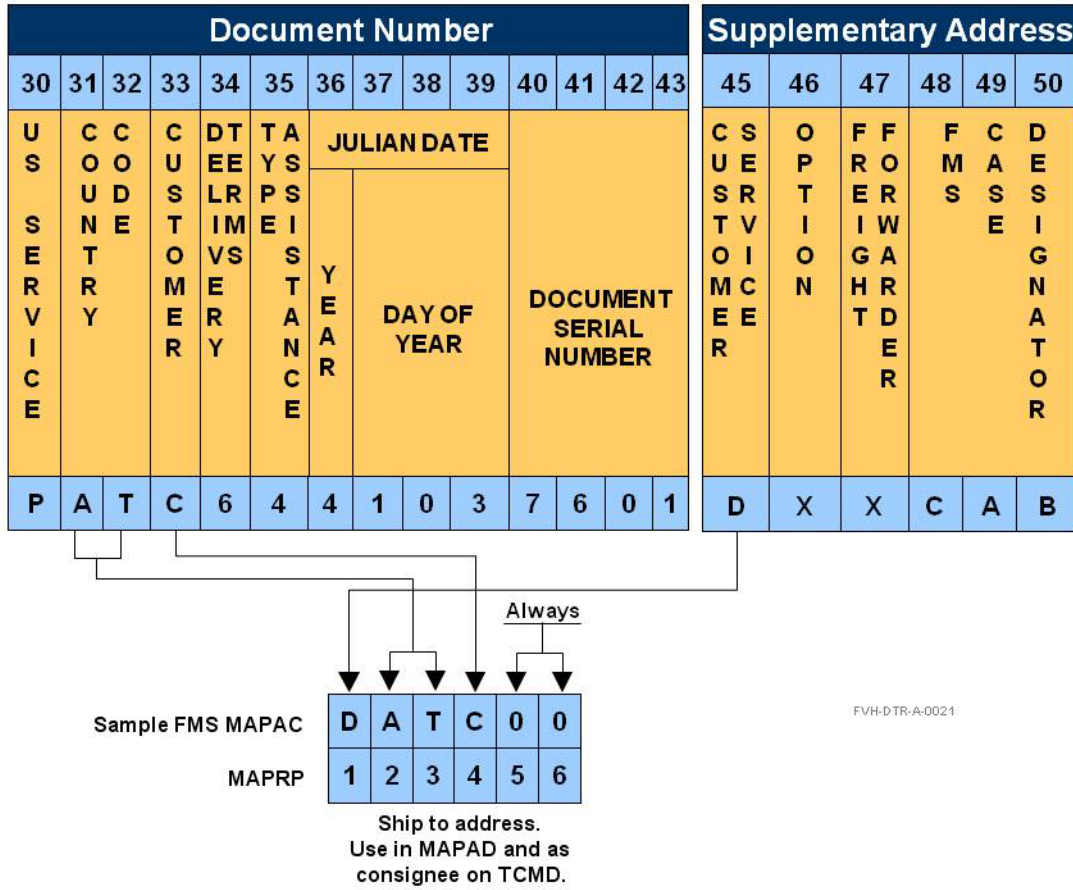 Document Number
Supplementary Address
30 31 32 33 34 35 36 37 38 39 40 41 42 43
45 46 47 48 49 50
US SERVICE
COUNTRY CODE
CUSTOMER
DELIVERY TERMS
TYPE ASSISTANCE
JULIAN DATE
YEAR
DAY OF
YEAR
DOCUMENT
SERIAL
NUMBER
CUSTOMER SERVICE
OPTION
FREIGHT FORWARDER
FMS CASE DESIGNATOR
P A T C 6 4 4 1 0 3 7 6 0 1
D X X C A B
Always
Sample FMS MAPAC D A T C 0 0
MAPRP 1 2 3 4 5 6
FVH-DTR-A-0021
Ship to address.
Use in MAPAD and as
consignee on TCMD.